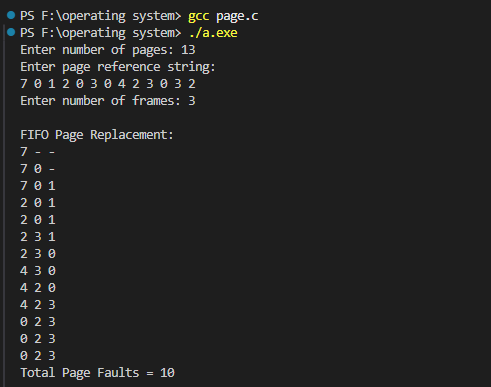 PS F:\operating system> gcc page.c
PS F:\operating system> ./a.exe
Enter number of pages: 13
Enter page reference string:
7 0 1 2 0 3 0 4 2 3 0 3 2
Enter number of frames: 3
FIFO Page Replacement:
7 - -
7 0 -
7 0 1
2 0 1
2 0 1
2 3 1
2 3 0
4 3 0
4 2 0
4 2 3
0 2 3
0 2 3
0 2 3
Total Page Faults = 10